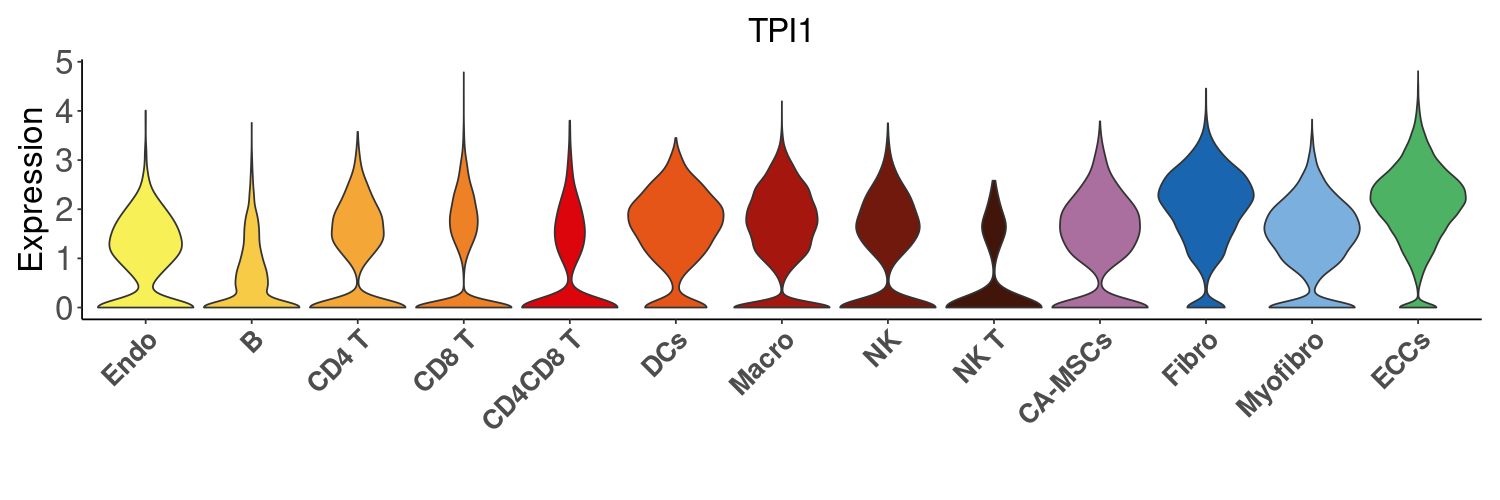 TPI1
Expression
5
4
3
2
1
0
Endo
B
CD4 T
CD8 T
CD4CD8 T
DCs
Macro
NK
NK T
CA-MSCs
Fibro
Myofibro
ECCs